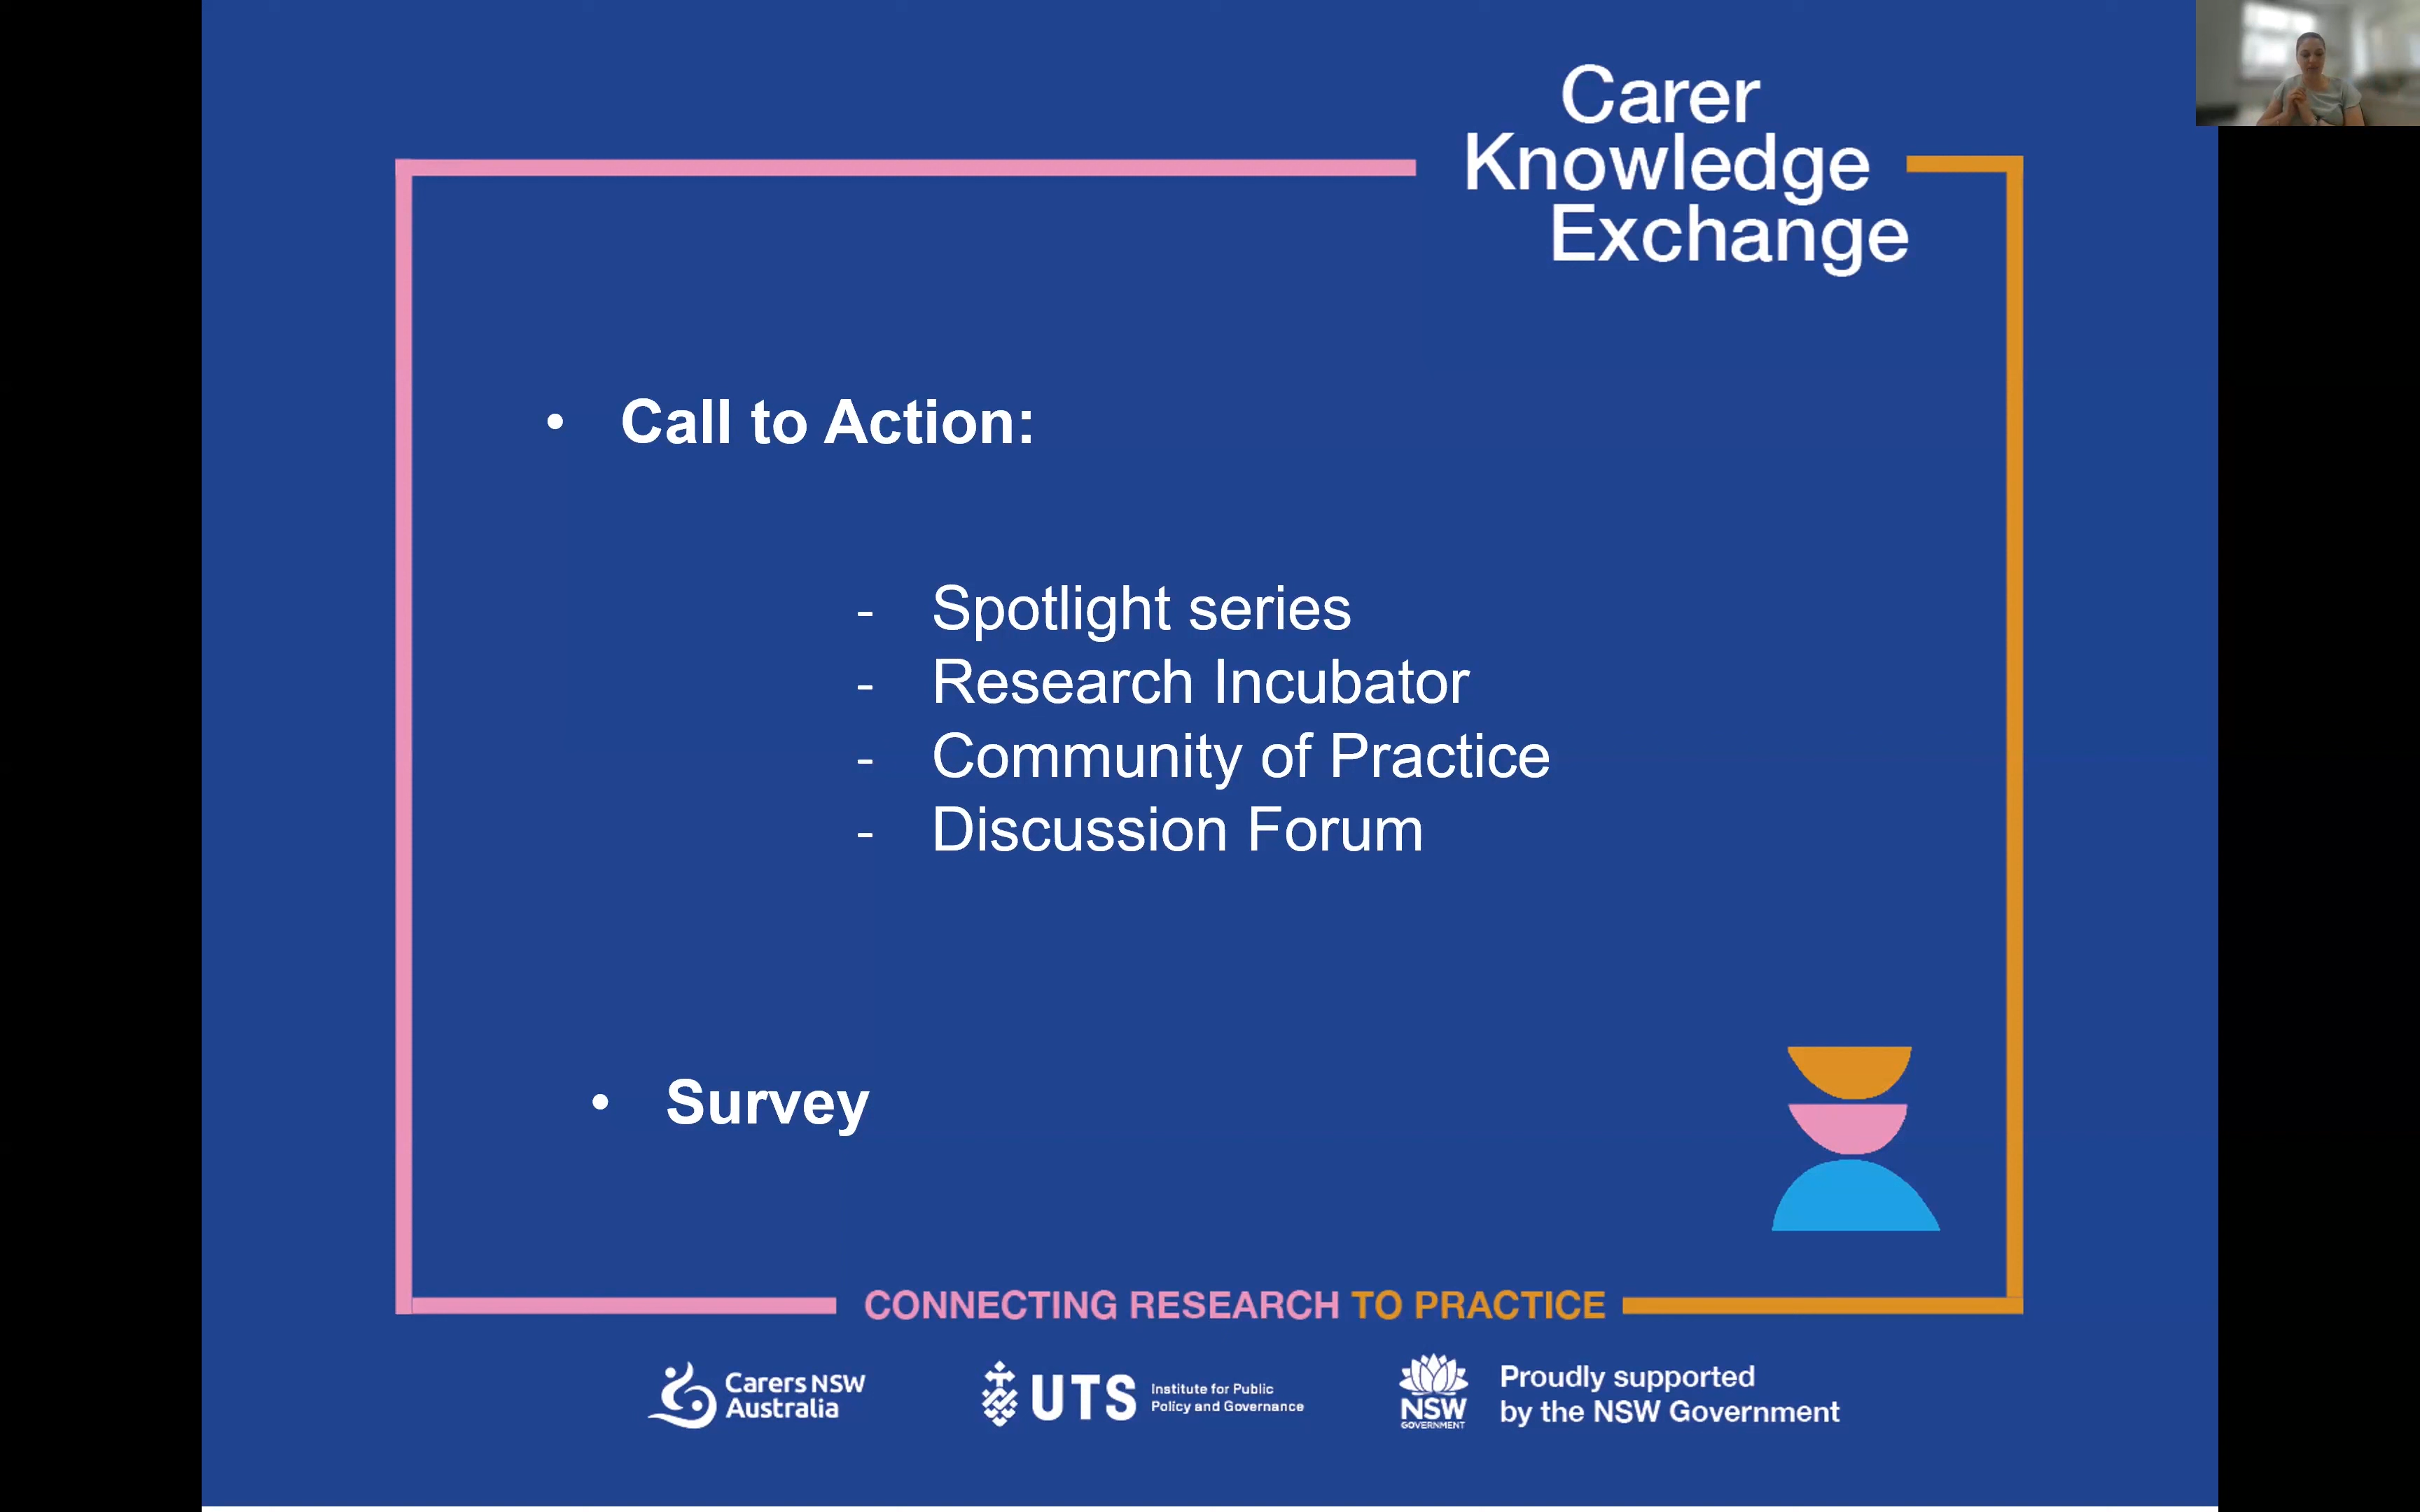 Carer
Knowledge
Exchange
• Call to Action:
- Spotlight series
- Research Incubator
- Community of Practice
- Discussion Forum
• Survey
CONNECTING RESEARCH TO PRACTICE
Carers NSW
Australia
UTS
Institute for Public
Policy and Governance
NSW
GOVERNMENT
Proudly supported
by the NSW Government